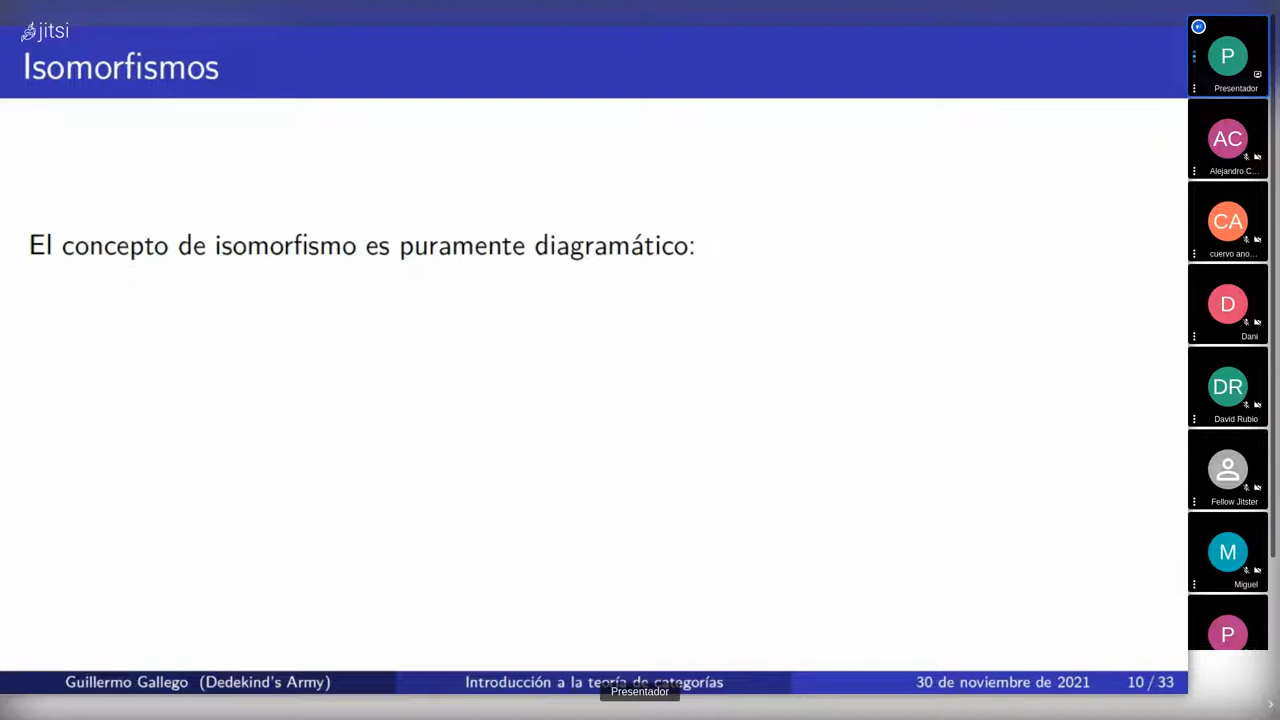 jitsi
Isomorfismos
El concepto de isomorfismo es puramente diagramático:
Guillermo Gallego (Dedekind's Army)
Introducción a la teoría de categorías
30 de noviembre de 2021
10 / 33
Presentador
P
Presentador
AC
Alejandro C...
CA
cuervo ano...
D
Dani
DR
David Rubio
Fellow Jitster
M
Miguel
P